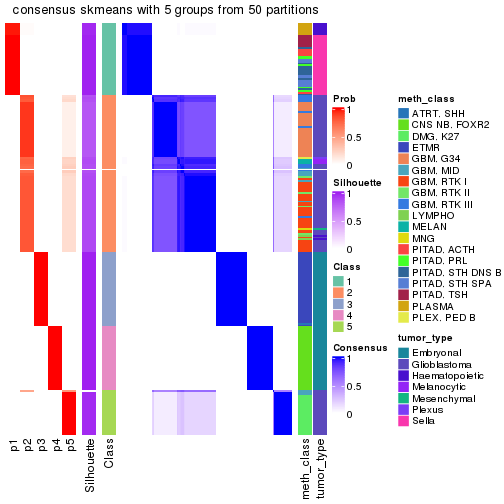 consensus skmeans with 5 groups from 50 partitions
Prob
1
0.5
0
Silhouette
1
0.5
0
Class
1
2
3
4
5
Consensus
1
0.5
0
meth_class
ATRT. SHH
CNS NB. FOXR2
DMG. K27
ETMR
GBM. G34
GBM. MID
GBM. RTK I
GBM. RTK II
GBM. RTK III
LYMPHO
MELAN
MNG
PITAD. ACTH
PITAD. PRL
PITAD. STH DNS B
PITAD. STH SPA
PITAD. TSH
PLASMA
PLEX. PED B
tumor_type
Embryonal
Glioblastoma
Haematopoietic
Melanocytic
Mesenchymal
Plexus
Sella
p1
p2
p3
p4
p5
Silhouette
Class
meth_class
tumor_type